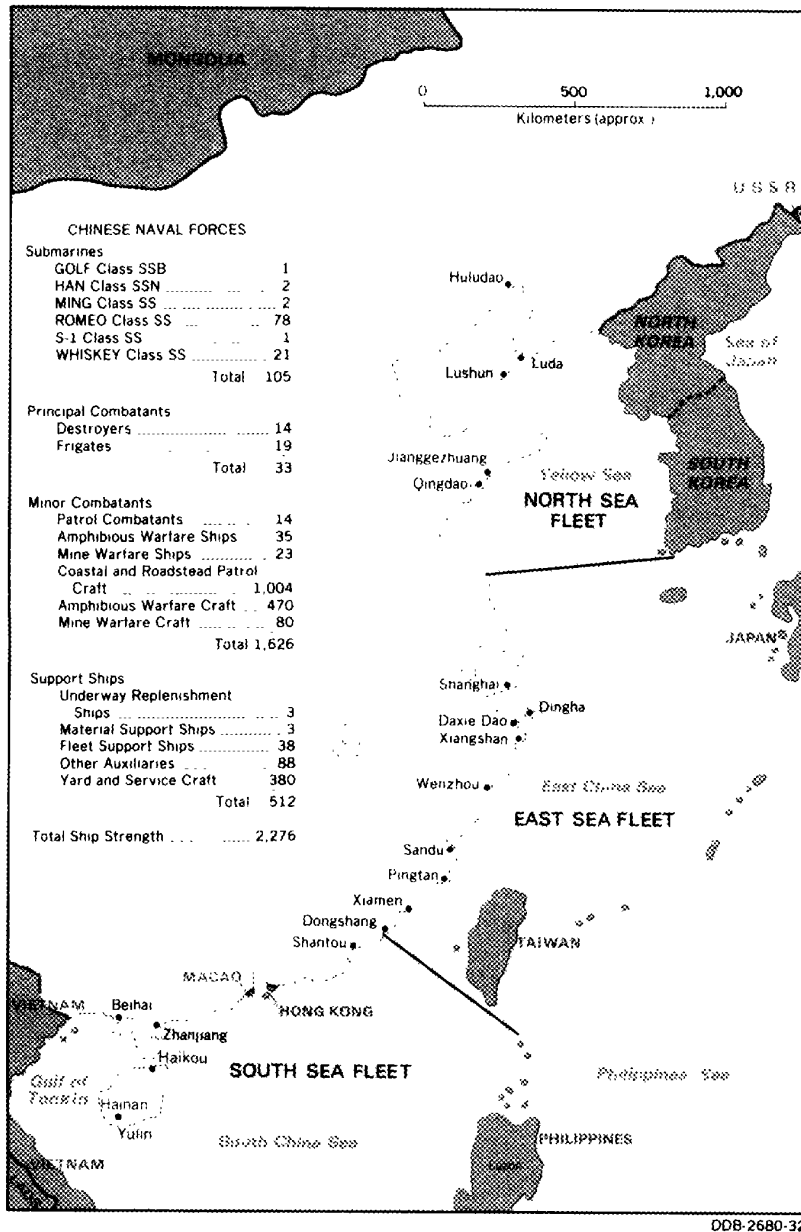 MONGOLIA
0 500 1,000
Kilometers (approx.)
USSR
CHINESE NAVAL FORCES
Submarines
GOLF Class SSB 1
HAN Class SSN 2
MING Class SS 2
ROMEO Class SS 78
S-1 Class SS 1
WHISKEY Class SS 21
Total 105
Principal Combatants
Destroyers 14
Frigates 19
Total 33
Minor Combatants
Patrol Combatants 14
Amphibious Warfare Ships 35
Mine Warfare Ships 23
Coastal and Roadstead Patrol
Craft 1,004
Amphibious Warfare Craft 470
Mine Warfare Craft 80
Total 1,626
Support Ships
Underway Replenishment
Ships 3
Material Support Ships 3
Fleet Support Ships 38
Other Auxiliaries 88
Yard and Service Craft 380
Total 512
Total Ship Strength 2,276
Huludao
NORTH
KOREA
Sea of
Japan
Luda
Lushun
Jianggezhuang
Qingdao
Yellow Sea
SOUTH
KOREA
NORTH SEA
FLEET
JAPAN
Shanghai
Dingha
Daxie Dao
Xiangshan
Wenzhou
East China Sea
EAST SEA FLEET
Sandu
Pingtan
Xiamen
Dongshang
Shantou
TAIWAN
MACAO
HONG KONG
VIETNAM
Beihai
Zhanjiang
Haikou
SOUTH SEA FLEET
Philippines Sea
Gulf of
Tonkin
Hainan
Yulin
South China Sea
PHILIPPINES
Luzon
VIETNAM
LAOS
DDB-2680-32